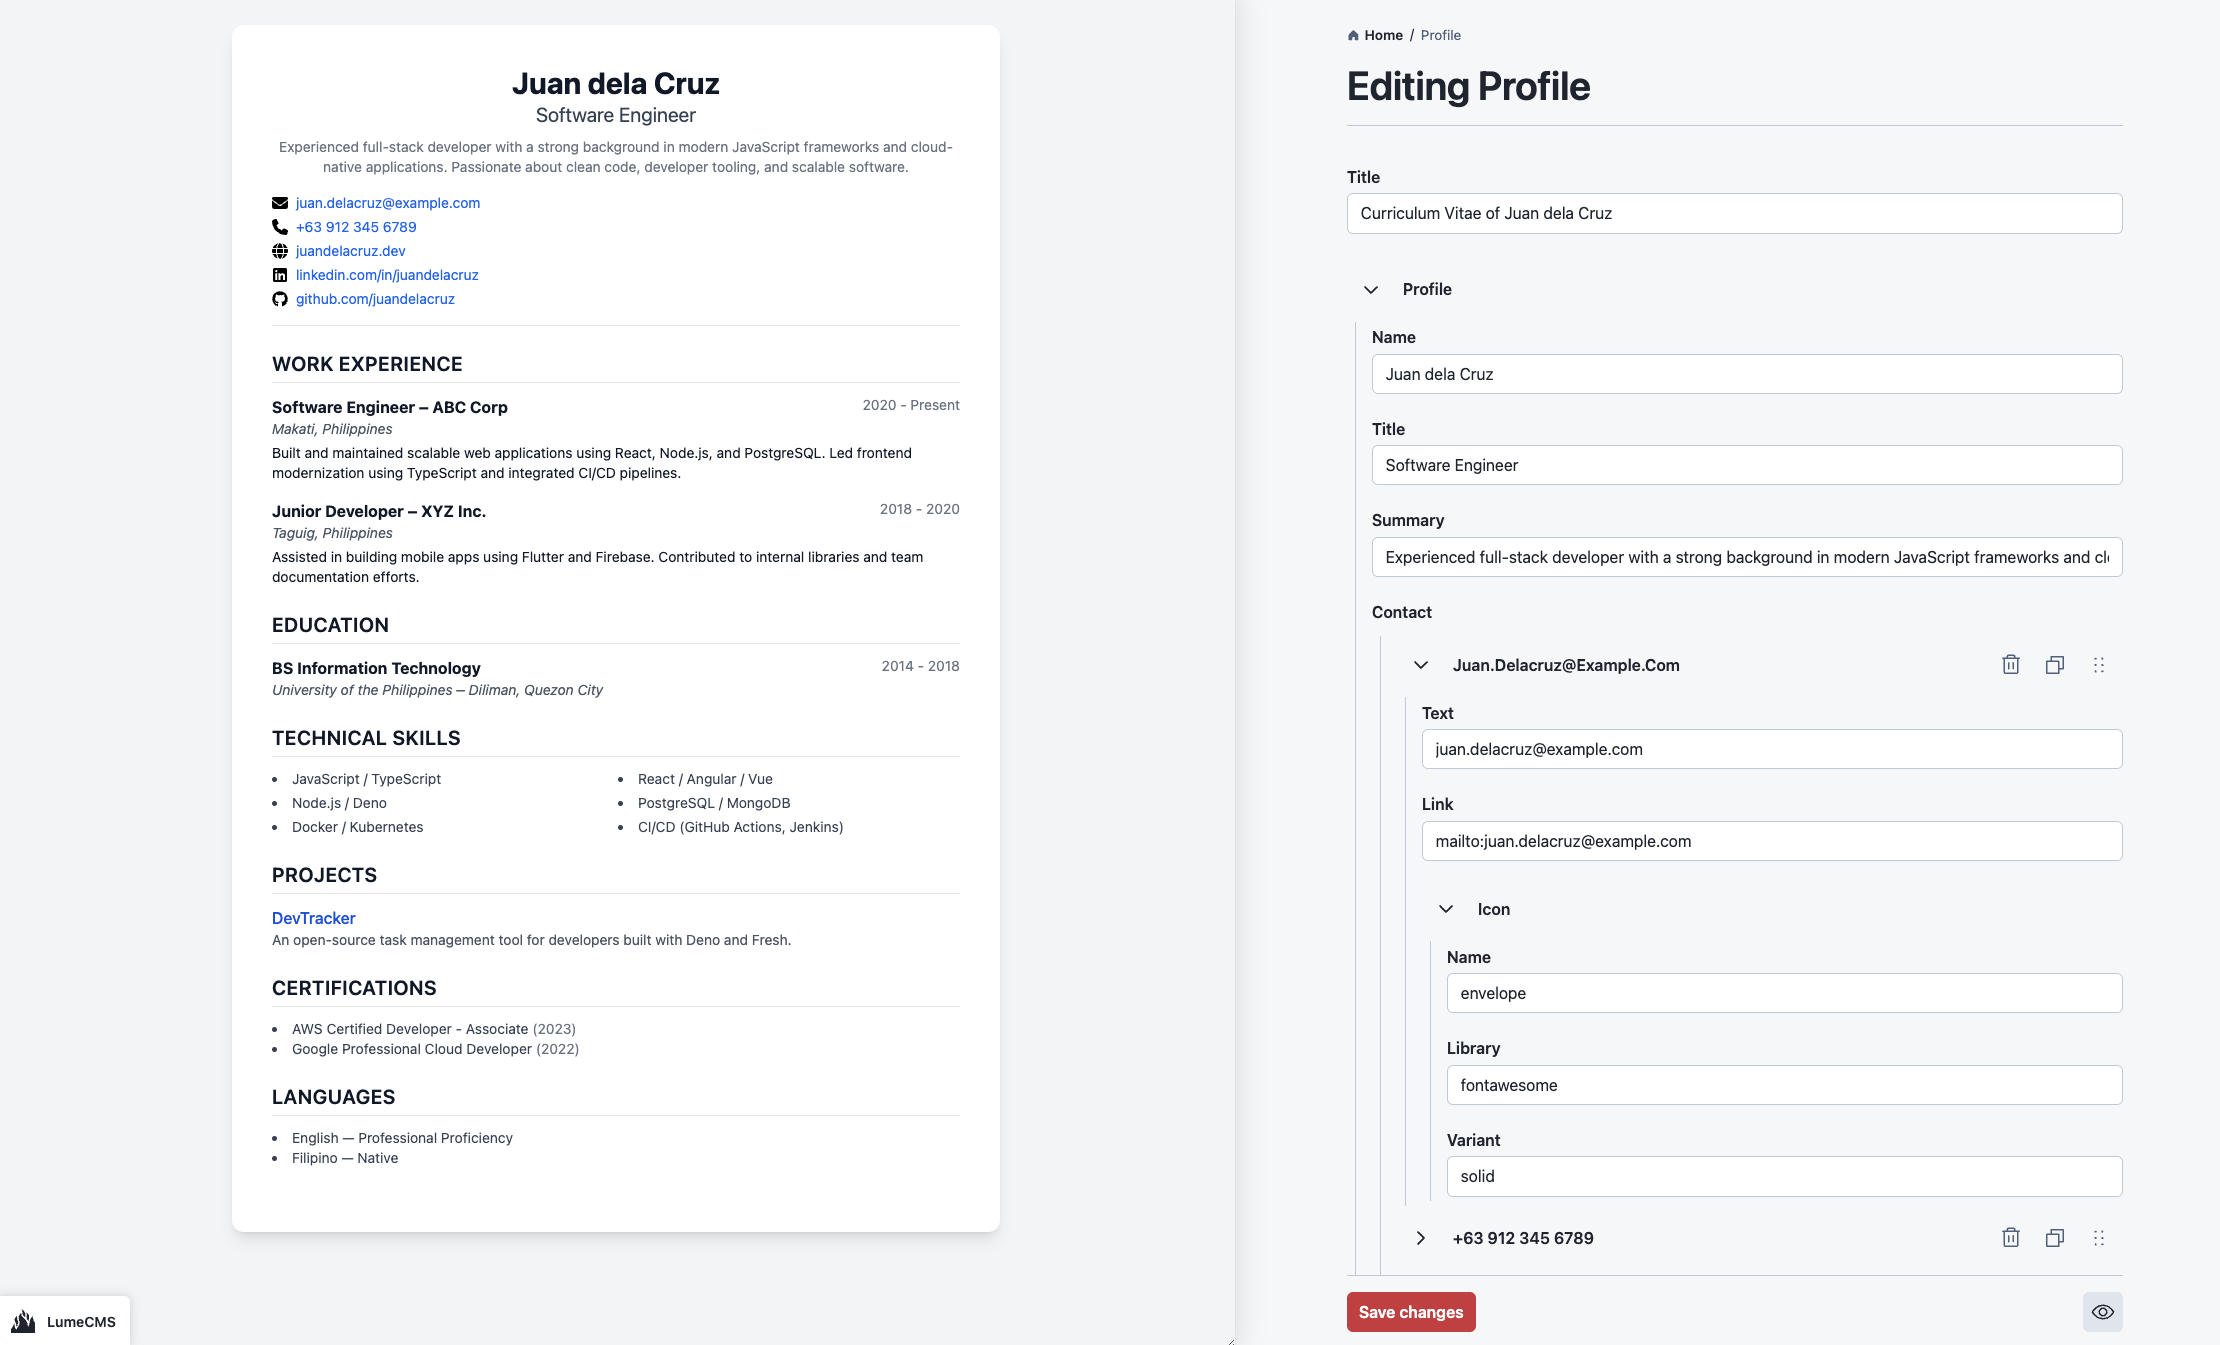 Juan dela Cruz
Software Engineer
Experienced full-stack developer with a strong background in modern JavaScript frameworks and cloud-
native applications. Passionate about clean code, developer tooling, and scalable software.
juan.delacruz@example.com
+63 912 345 6789
juandelacruz.dev
linkedin.com/in/juandelacruz
github.com/juandelacruz
WORK EXPERIENCE
Software Engineer – ABC Corp 2020 - Present
Makati, Philippines
Built and maintained scalable web applications using React, Node.js, and PostgreSQL. Led frontend
modernization using TypeScript and integrated CI/CD pipelines.
Junior Developer – XYZ Inc. 2018 - 2020
Taguig, Philippines
Assisted in building mobile apps using Flutter and Firebase. Contributed to internal libraries and team
documentation efforts.
EDUCATION
BS Information Technology 2014 - 2018
University of the Philippines – Diliman, Quezon City
TECHNICAL SKILLS
JavaScript / TypeScript
React / Angular / Vue
Node.js / Deno
PostgreSQL / MongoDB
Docker / Kubernetes
CI/CD (GitHub Actions, Jenkins)
PROJECTS
DevTracker
An open-source task management tool for developers built with Deno and Fresh.
CERTIFICATIONS
AWS Certified Developer - Associate (2023)
Google Professional Cloud Developer (2022)
LANGUAGES
English — Professional Proficiency
Filipino — Native
LumeCMS
Home / Profile
Editing Profile
Title
Curriculum Vitae of Juan dela Cruz
Profile
Name
Juan dela Cruz
Title
Software Engineer
Summary
Experienced full-stack developer with a strong background in modern JavaScript frameworks and
Contact
Juan.Delacruz@Example.Com
Text
juan.delacruz@example.com
Link
mailto:juan.delacruz@example.com
Icon
Name
envelope
Library
fontawesome
Variant
solid
+63 912 345 6789
Save changes